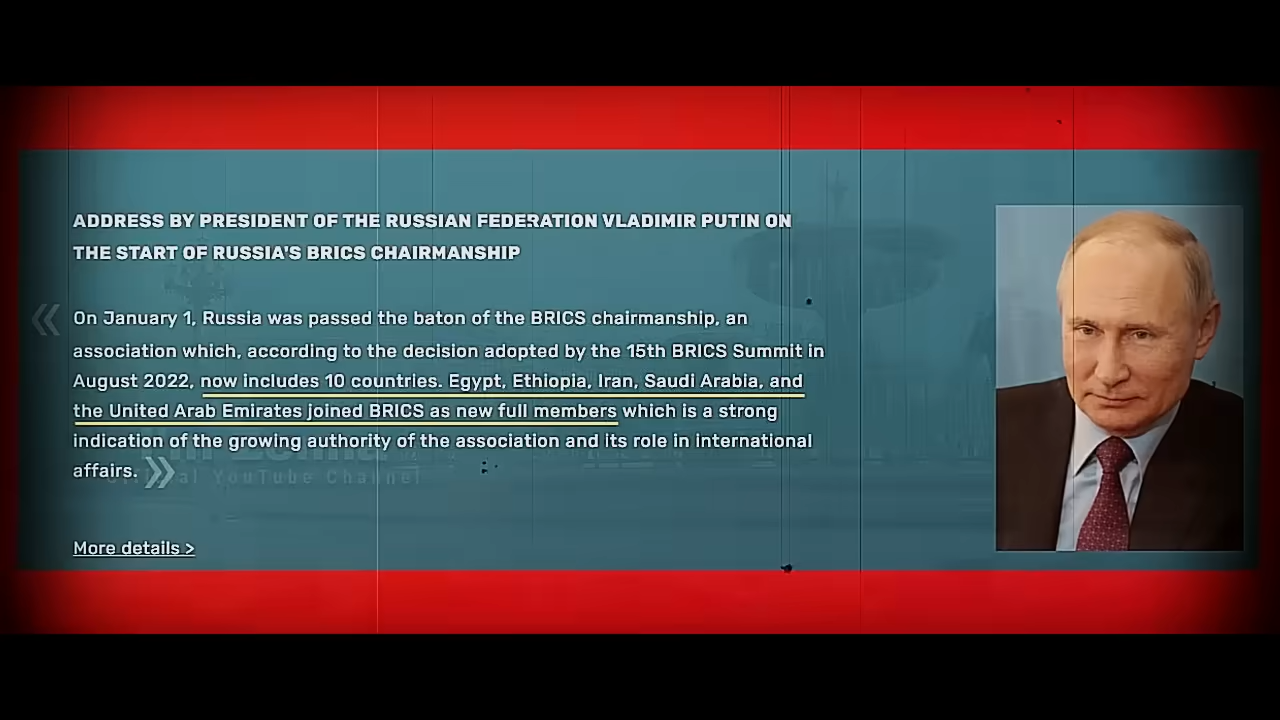 ADDRESS BY PRESIDENT OF THE RUSSIAN FEDERATION VLADIMIR PUTIN ON
THE START OF RUSSIA'S BRICS CHAIRMANSHIP
On January 1, Russia was passed the baton of the BRICS chairmanship, an
association which, according to the decision adopted by the 15th BRICS Summit in
August 2022, now includes 10 countries. Egypt, Ethiopia, Iran, Saudi Arabia, and
the United Arab Emirates joined BRICS as new full members which is a strong
indication of the growing authority of the association and its role in international
affairs.
YouTube Channel
More details >